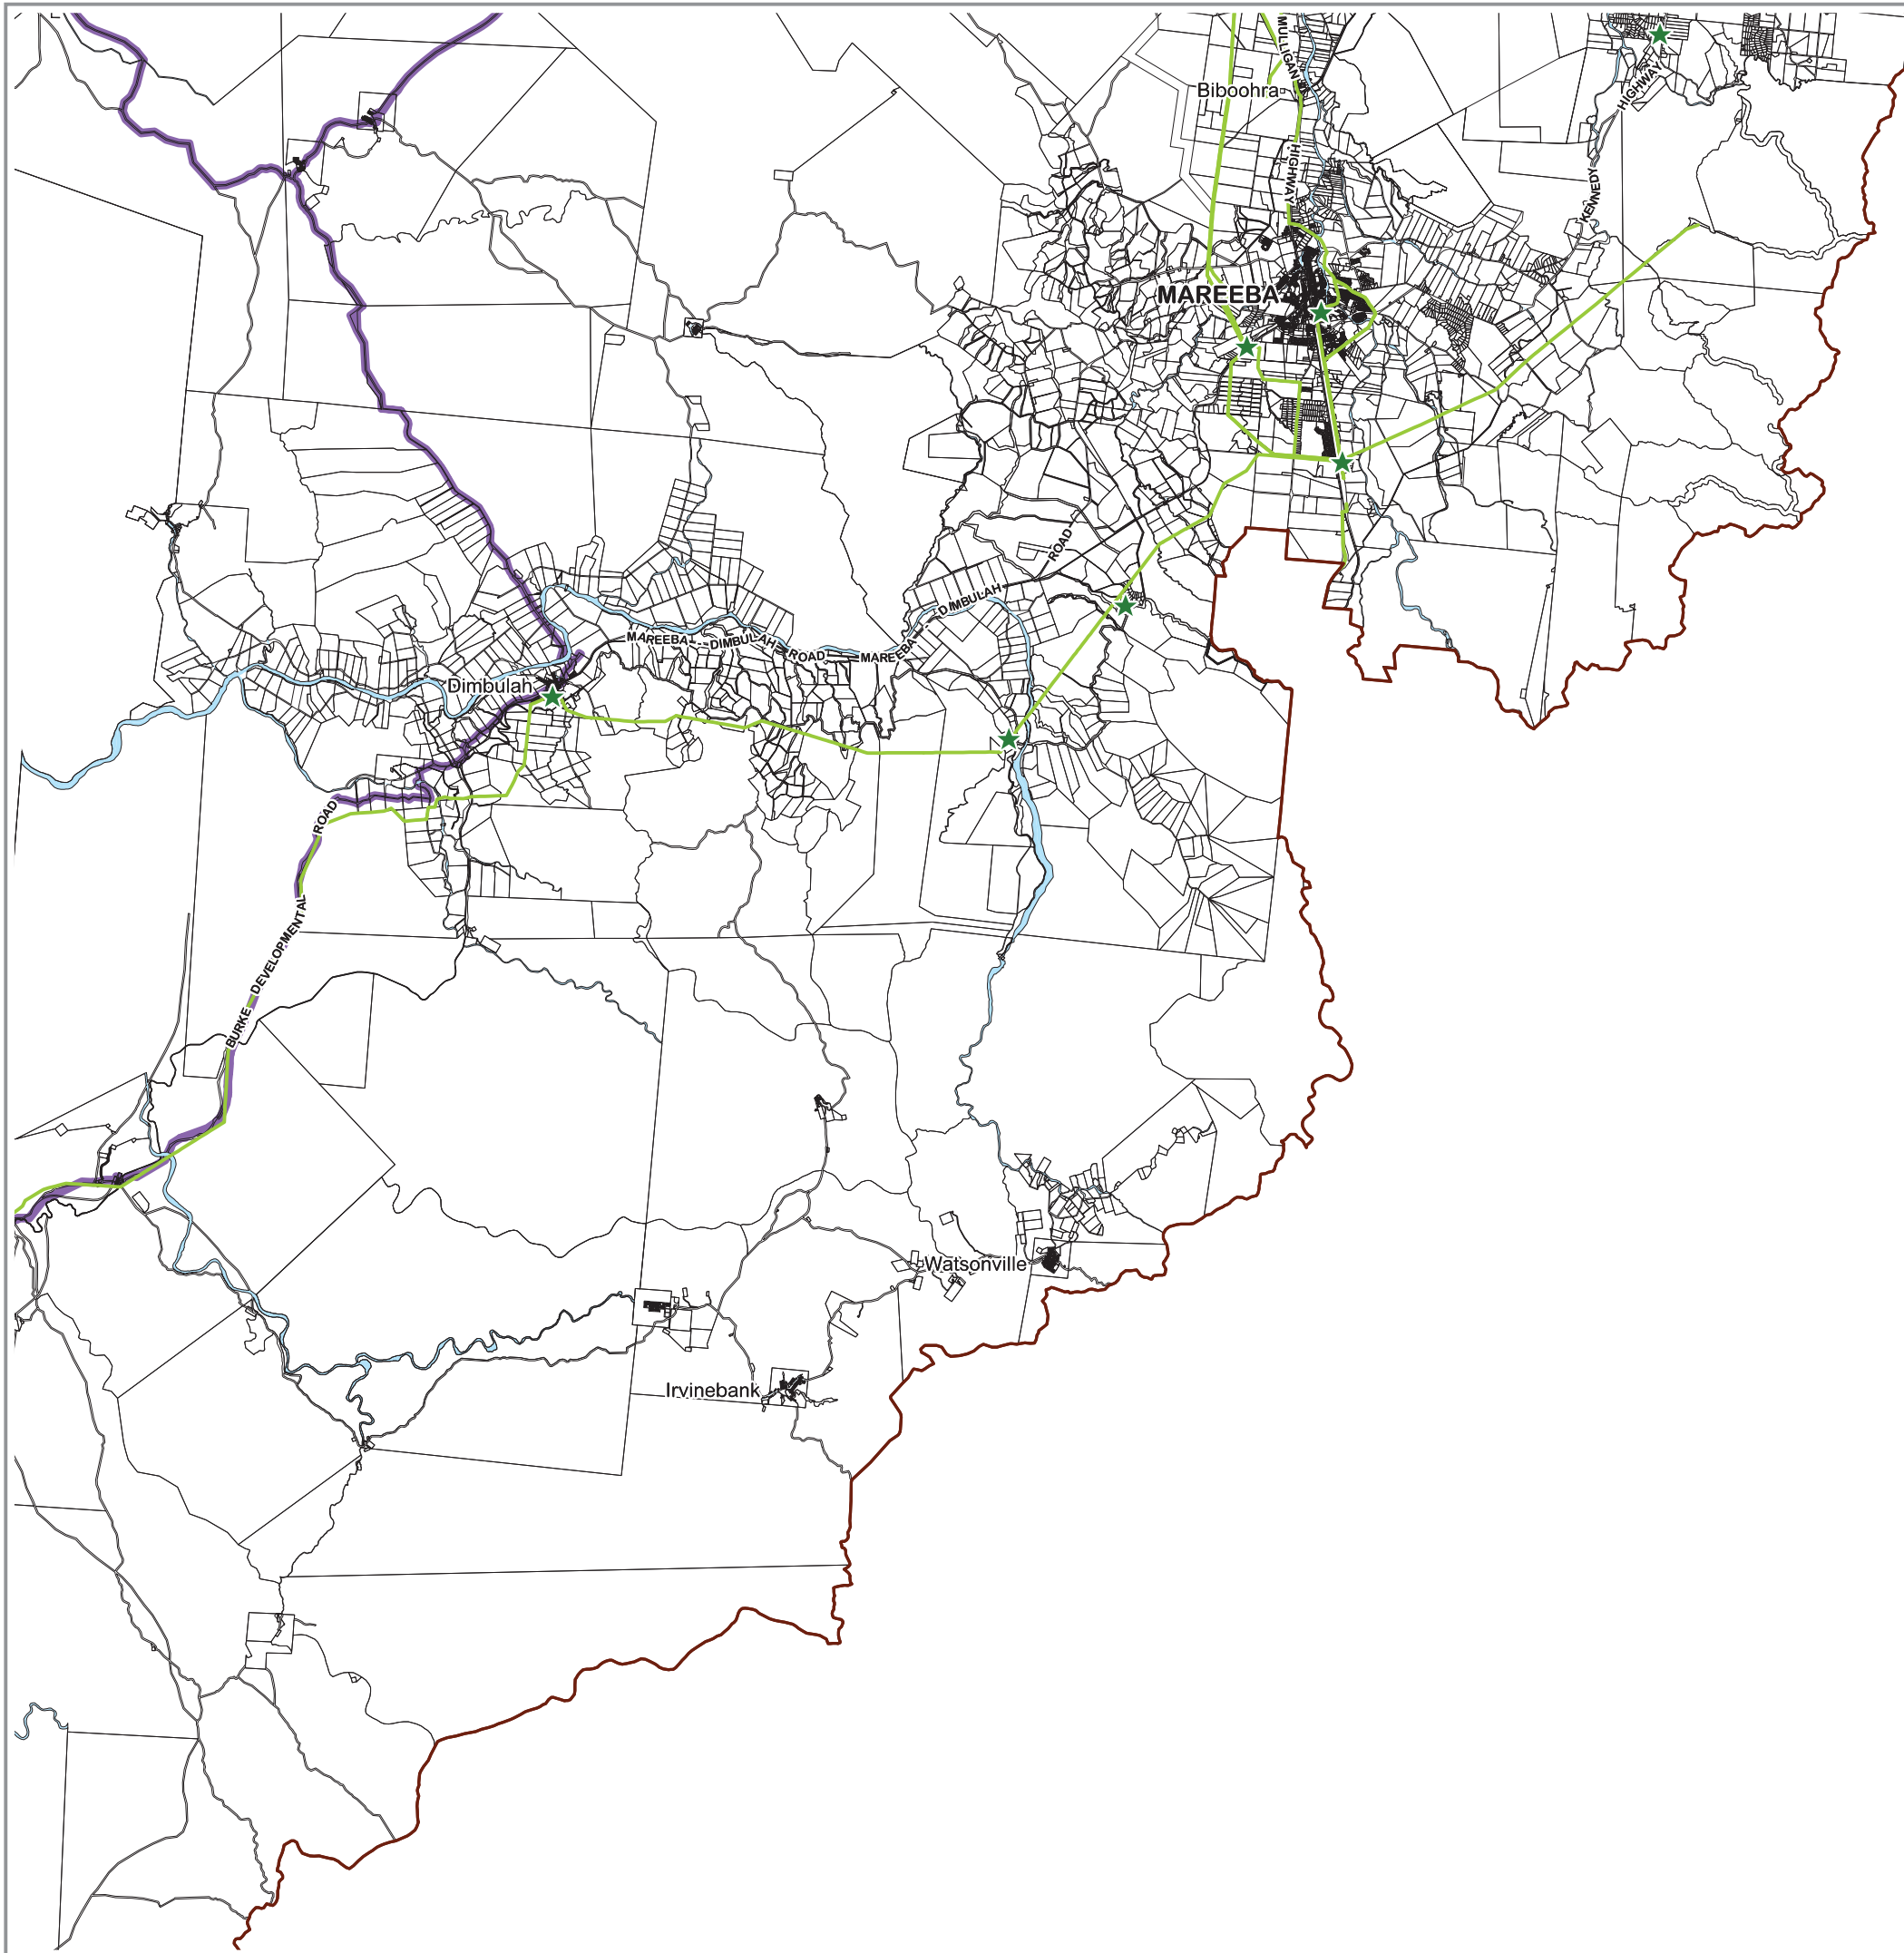 MULLIGAN
Biboohra
HIGHWAY
HIGHWAY
KENNEDY
MAREEBA
ROAD
DIMBULAH
MAREEBA
MAREEBA - DIMBULAH
ROAD
Dimbulah
ROAD
DEVELOPMENTAL
BURKE
Watsonville
Irvinebank